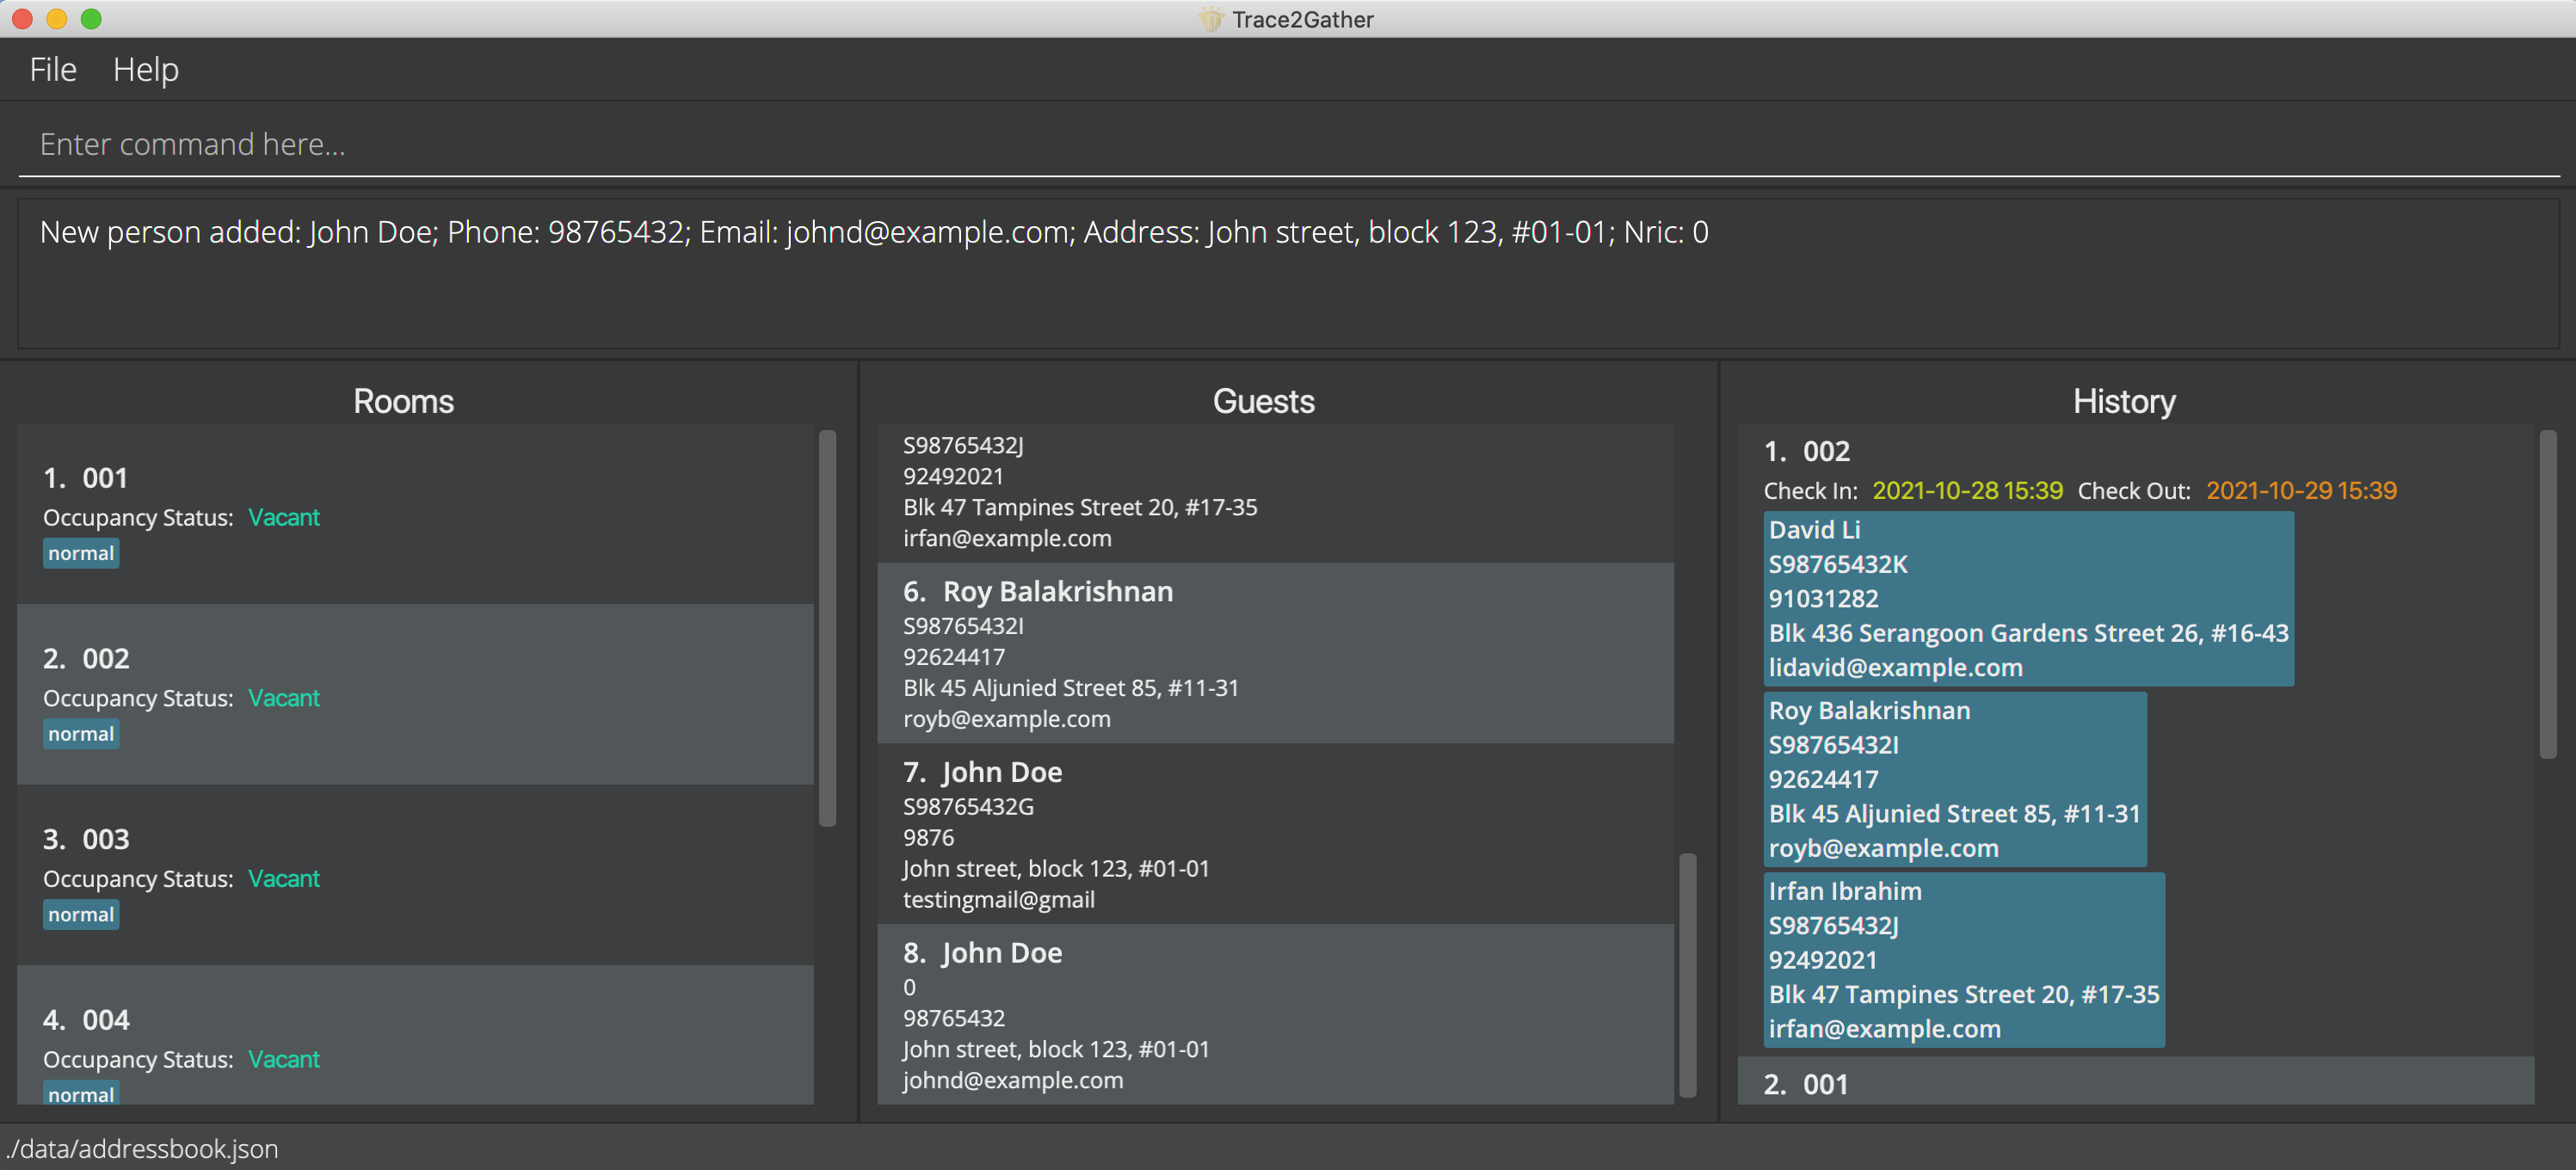 Trace2Gather
File Help
Enter command here...
New person added: John Doe; Phone: 98765432; Email: johnd@example.com; Address: John street, block 123, #01-01; Nric: 0
Rooms
1. 001
Occupancy Status: Vacant
normal
2. 002
Occupancy Status: Vacant
normal
3. 003
Occupancy Status: Vacant
normal
4. 004
Occupancy Status: Vacant
normal
Guests
S98765432J
92492021
Blk 47 Tampines Street 20, #17-35
irfan@example.com
6. Roy Balakrishnan
S98765432I
92624417
Blk 45 Aljunied Street 85, #11-31
royb@example.com
7. John Doe
S98765432G
9876
John street, block 123, #01-01
testingmail@gmail
8. John Doe
0
98765432
John street, block 123, #01-01
johnd@example.com
History
1. 002
Check In: 2021-10-28 15:39 Check Out: 2021-10-29 15:39
David Li
S98765432K
91031282
Blk 436 Serangoon Gardens Street 26, #16-43
lidavid@example.com
Roy Balakrishnan
S98765432I
92624417
Blk 45 Aljunied Street 85, #11-31
royb@example.com
Irfan Ibrahim
S98765432J
92492021
Blk 47 Tampines Street 20, #17-35
irfan@example.com
2. 001
./data/addressbook.json